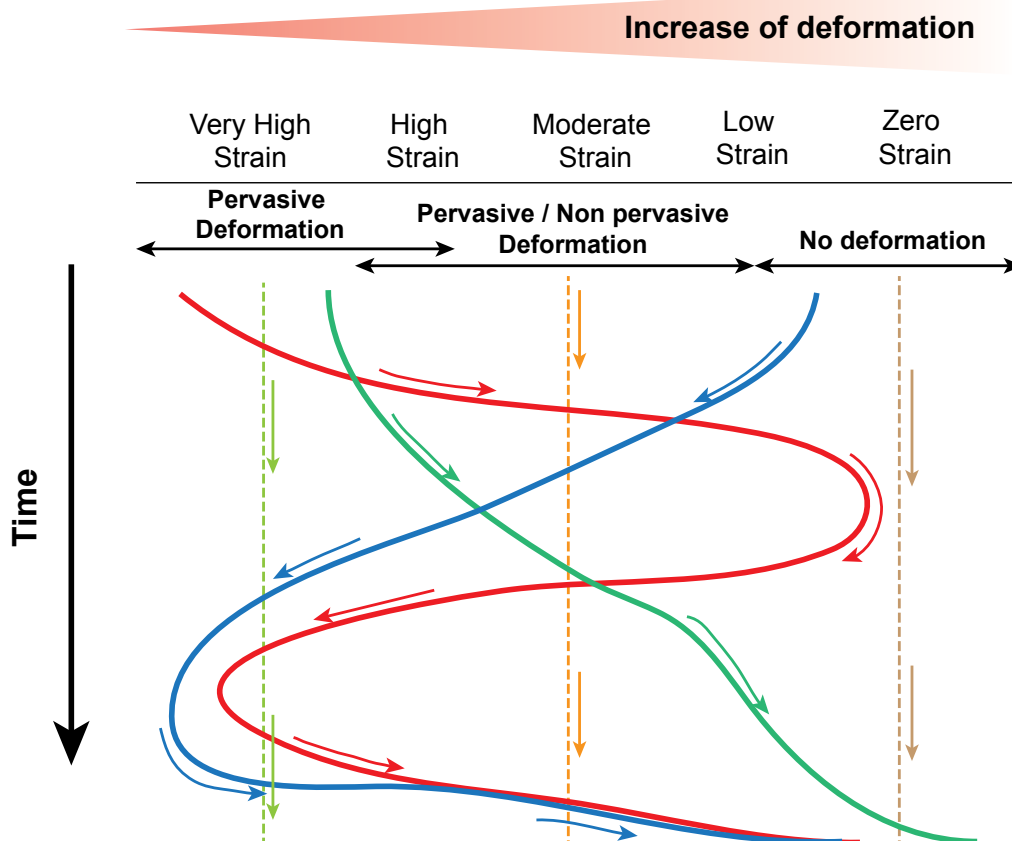 Increase of deformation
Very High
Strain
High
Strain
Moderate
Strain
Low
Strain
Zero
Strain
Pervasive
Deformation
Pervasive / Non pervasive
Deformation
No deformation
Time